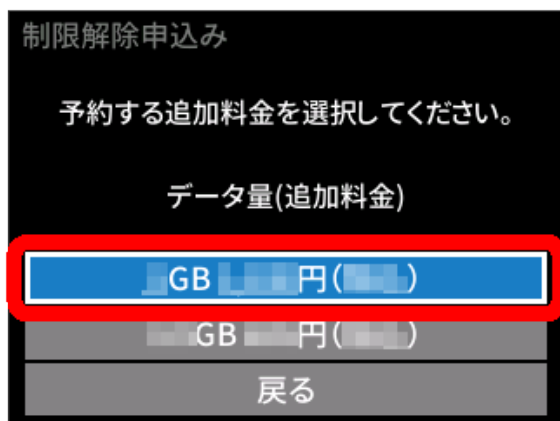 制限解除申込み
予約する追加料金を選択してください。
データ量(追加料金)
GB 円( )
GB 円( )
戻る